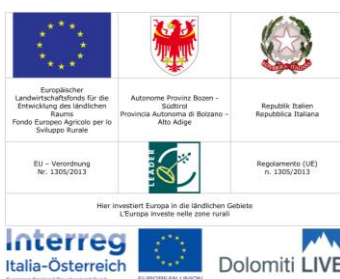 Europäischer
Landwirtschaftsfonds für die
Entwicklung des ländlichen
Raums
Fondo Europeo Agricolo per lo
Sviluppo Rurale
Autonome Provinz Bozen -
Südtirol
Provincia Autonoma di Bolzano -
Alto Adige
Republik Italien
Repubblica Italiana
EU – Verordnung
Nr. 1305/2013
LEADER
Regolamento (UE)
n. 1305/2013
Hier investiert Europa in die ländlichen Gebiete
L'Europa investe nelle zone rurali
Interreg
Italia-Österreich
EUROPEAN UNION
Dolomiti LIVE